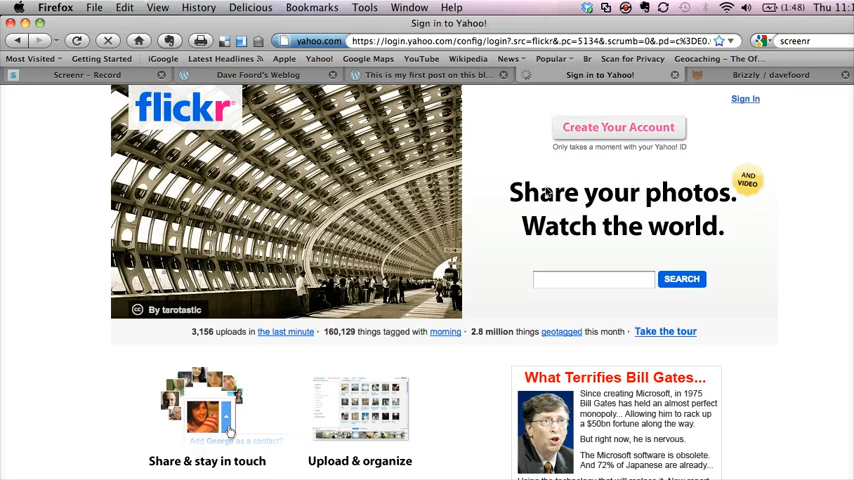 Firefox File Edit View History Delicious Bookmarks Tools Window Help (1:48) Thu 11:1
Sign in to Yahoo!
yahoo.com https://login.yahoo.com/config/login?.src=flickr&.pc=5134&.scrumb=0&.pd=c%3DE0. screenr
Most Visited Getting Started iGoogle Latest Headlines Apple Yahoo! Google Maps YouTube Wikipedia News Popular Br Scan for Privacy Geocaching - The Of...
Screenr - Record Dave Foord's Weblog This is my first post on this bl... Sign in to Yahoo! Brizzly / davefoord
flickr
Sign In
Create Your Account
Only takes a moment with your Yahoo! ID
AND VIDEO
Share your photos.
Watch the world.
SEARCH
By tarotastic
3,156 uploads in the last minute · 160,129 things tagged with morning · 2.8 million things geotagged this month · Take the tour
Add George as a contact?
Share & stay in touch
Upload & organize
What Terrifies Bill Gates...
Since creating Microsoft, in 1975
Bill Gates has held an almost perfect
monopoly... Allowing him to rack up
a $50bn fortune along the way.
But right now, he is nervous.
The Microsoft software is obsolete.
And 72% of Japanese are already...